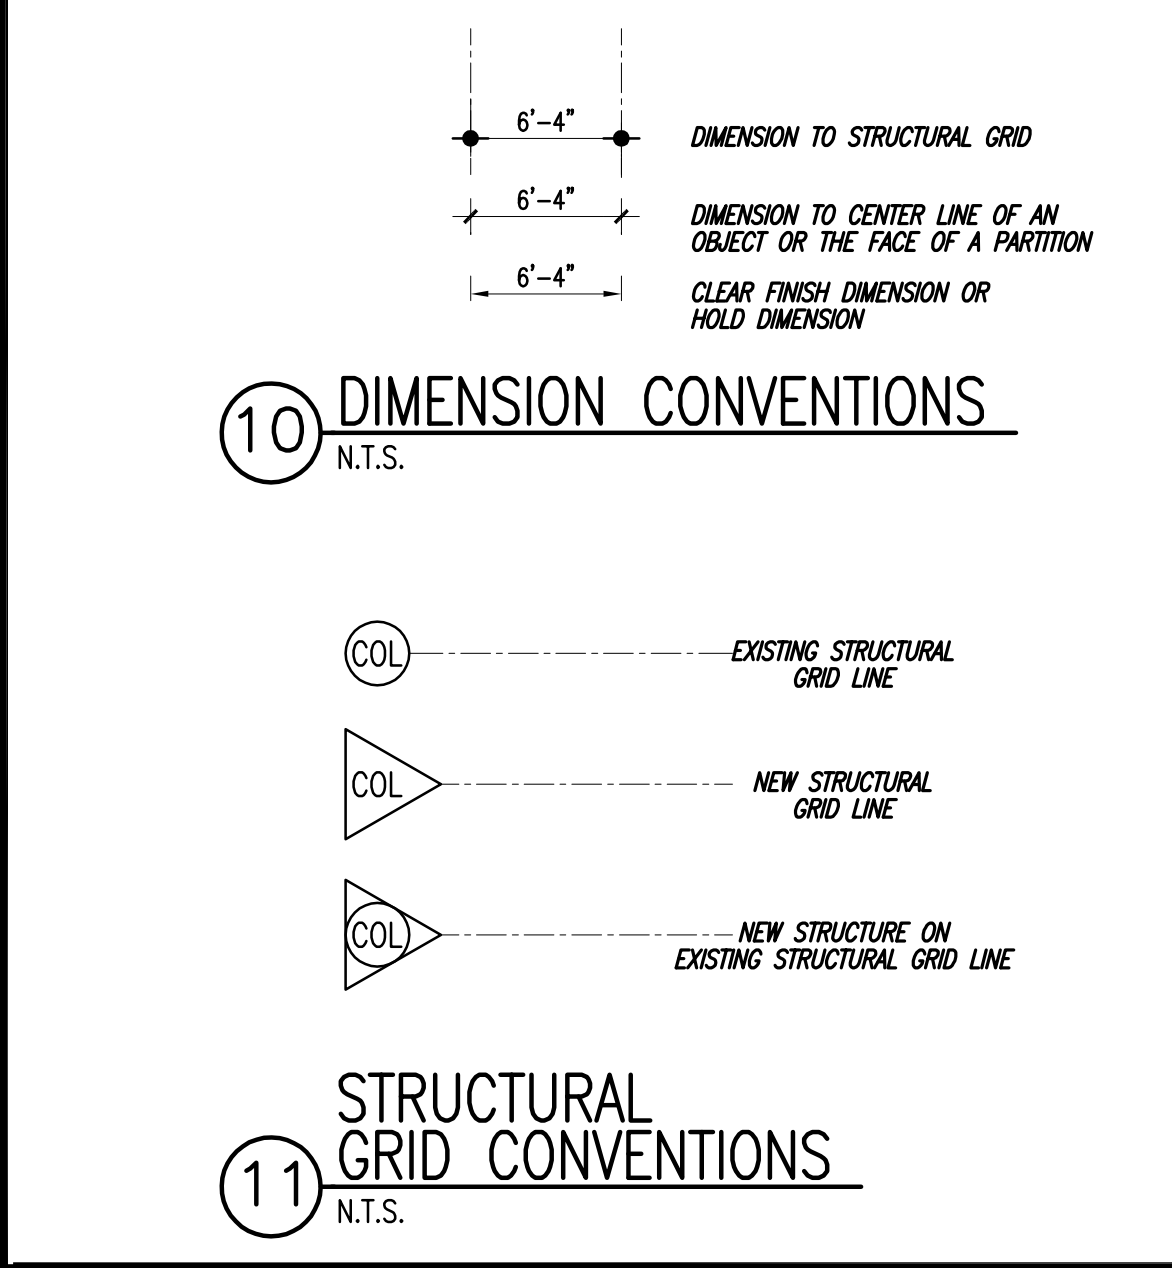 6'-4"
DIMENSION TO STRUCTURAL GRID
6'-4"
DIMENSION TO CENTER LINE OF AN
OBJECT OR THE FACE OF A PARTITION
6'-4"
CLEAR FINISH DIMENSION OR
HOLD DIMENSION
10
DIMENSION CONVENTIONS
N.T.S.
COL
EXISTING STRUCTURAL
GRID LINE
COL
NEW STRUCTURAL
GRID LINE
COL
NEW STRUCTURE ON
EXISTING STRUCTURAL GRID LINE
11
STRUCTURAL
GRID CONVENTIONS
N.T.S.